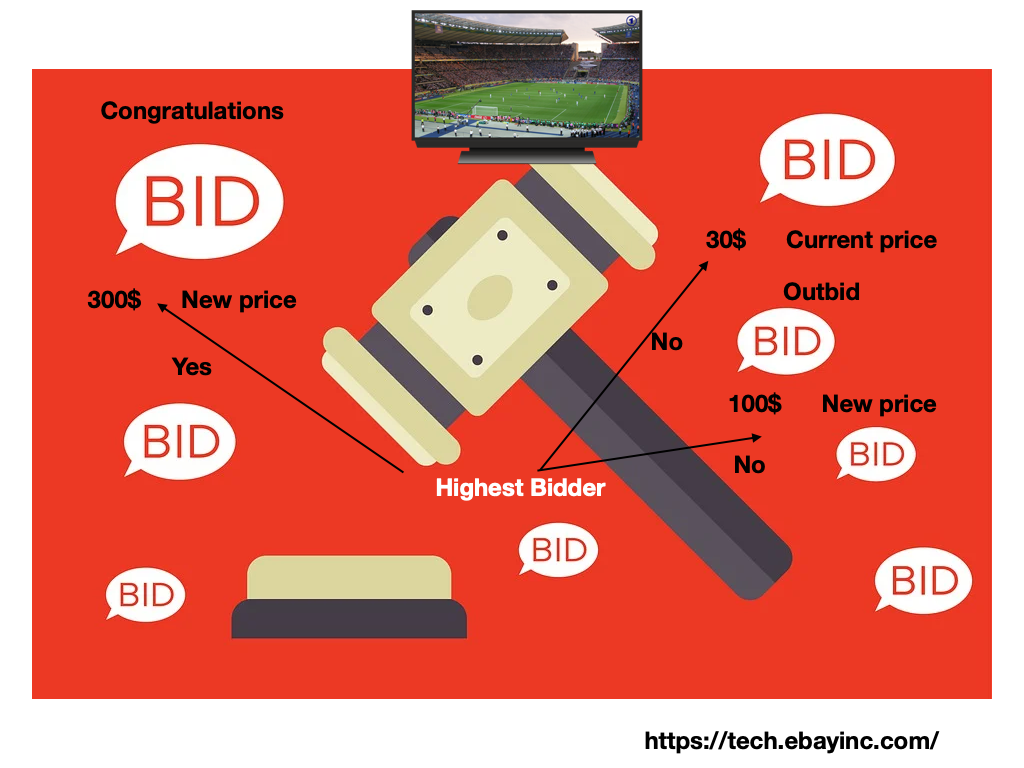 Congratulations
BID
BID
30$ Current price
Outbid
300$ New price
No
BID
Yes
100$ New price
BID
BID
No
Highest Bidder
BID
BID
BID
https://tech.ebayinc.com/